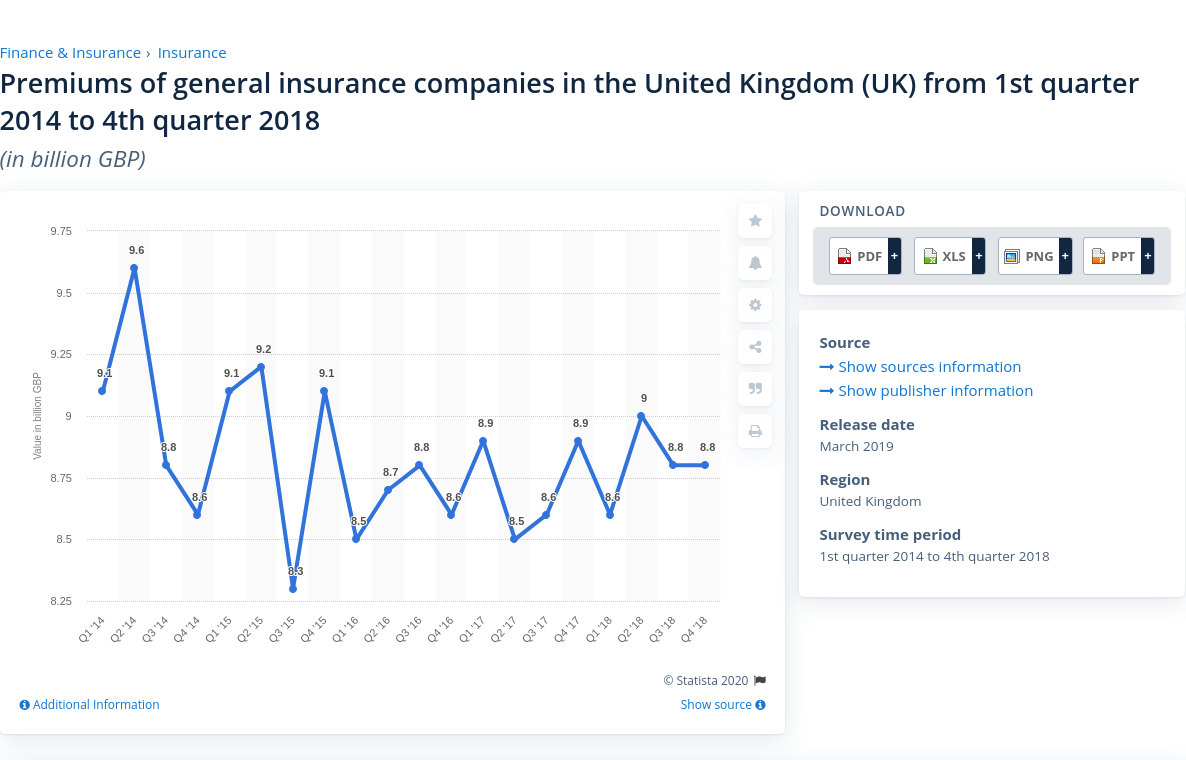 Finance & Insurance › Insurance
Premiums of general insurance companies in the United Kingdom (UK) from 1st quarter
2014 to 4th quarter 2018
(in billion GBP)
9.75
9.5
9.25
9
8.75
8.5
8.25
Value in billion GBP
9.1
9.6
8.8
8.6
9.1
9.2
8.3
9.1
8.5
8.7
8.8
8.6
8.9
8.5
8.6
8.9
8.6
9
8.8
8.8
Q1 '14
Q2 '14
Q3 '14
Q4 '14
Q1 '15
Q2 '15
Q3 '15
Q4 '15
Q1 '16
Q2 '16
Q3 '16
Q4 '16
Q1 '17
Q2 '17
Q3 '17
Q4 '17
Q1 '18
Q2 '18
Q3 '18
Q4 '18
© Statista 2020
Additional Information
Show source
DOWNLOAD
PDF + XLS + PNG + PPT +
Source
Show sources information
Show publisher information
Release date
March 2019
Region
United Kingdom
Survey time period
1st quarter 2014 to 4th quarter 2018